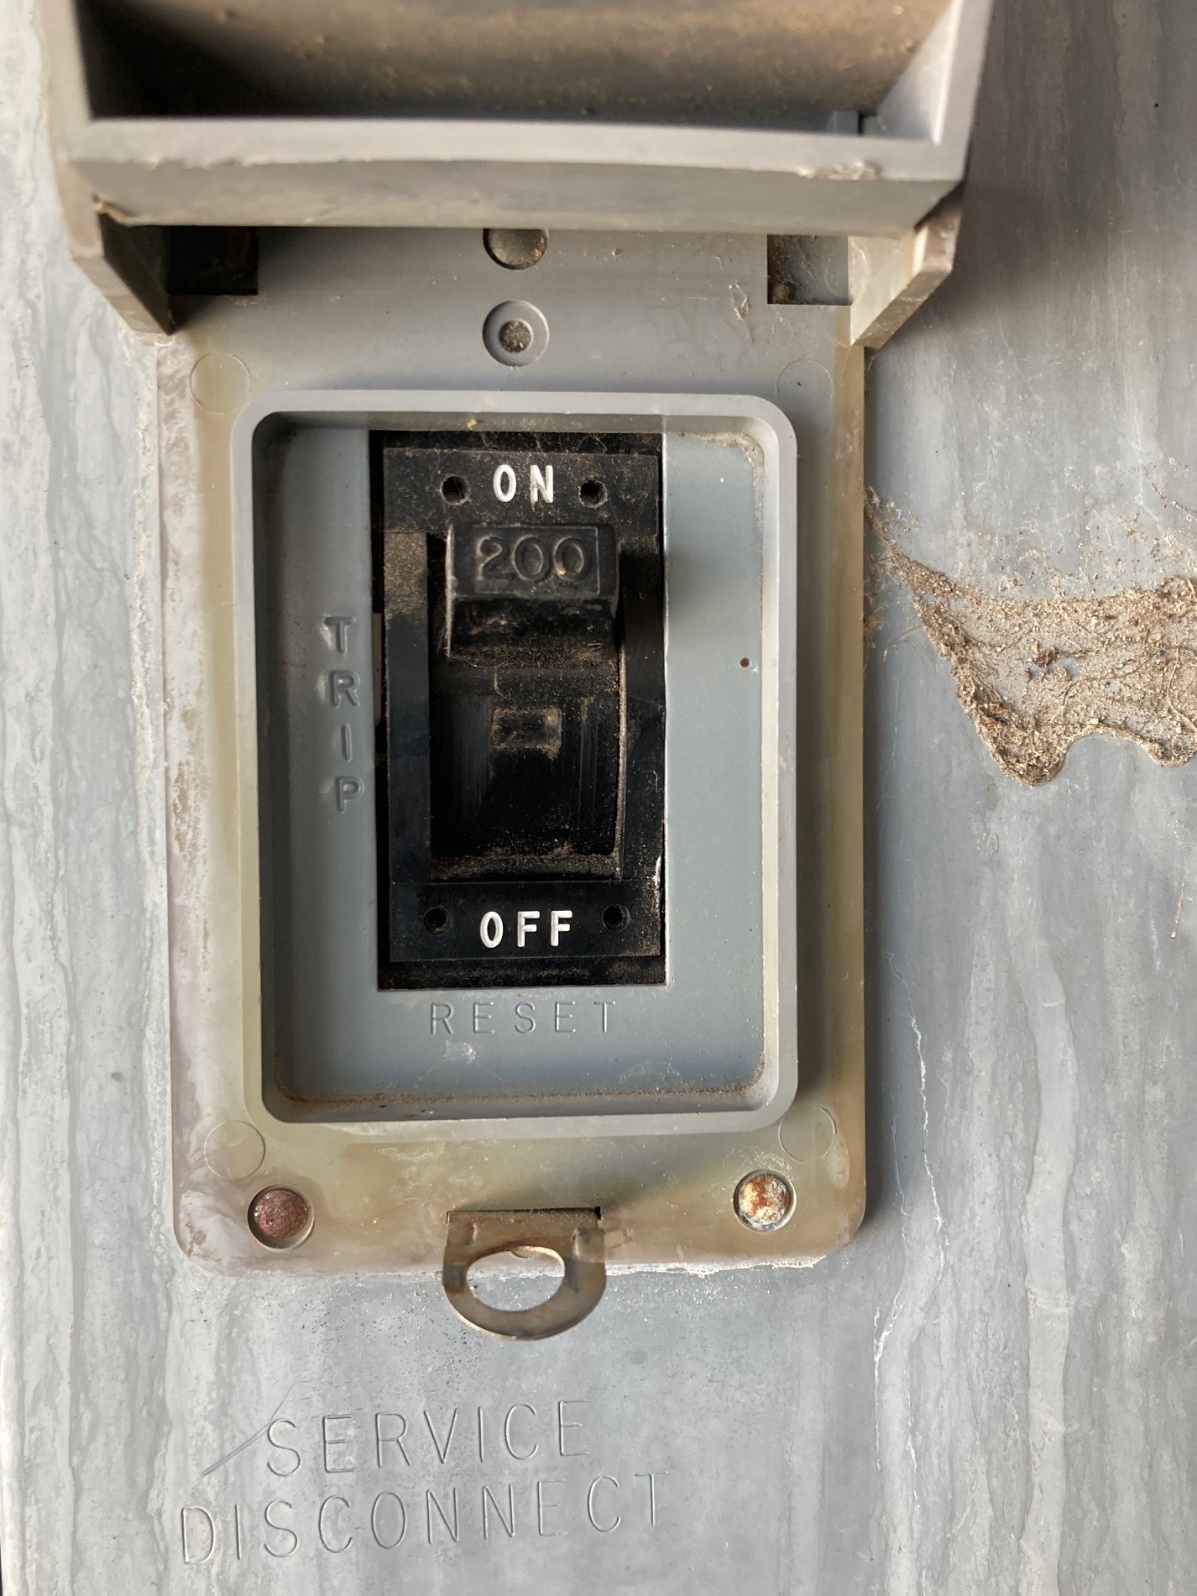 ON
200
TRIP
OFF
RESET
SERVICE
DISCONNECT